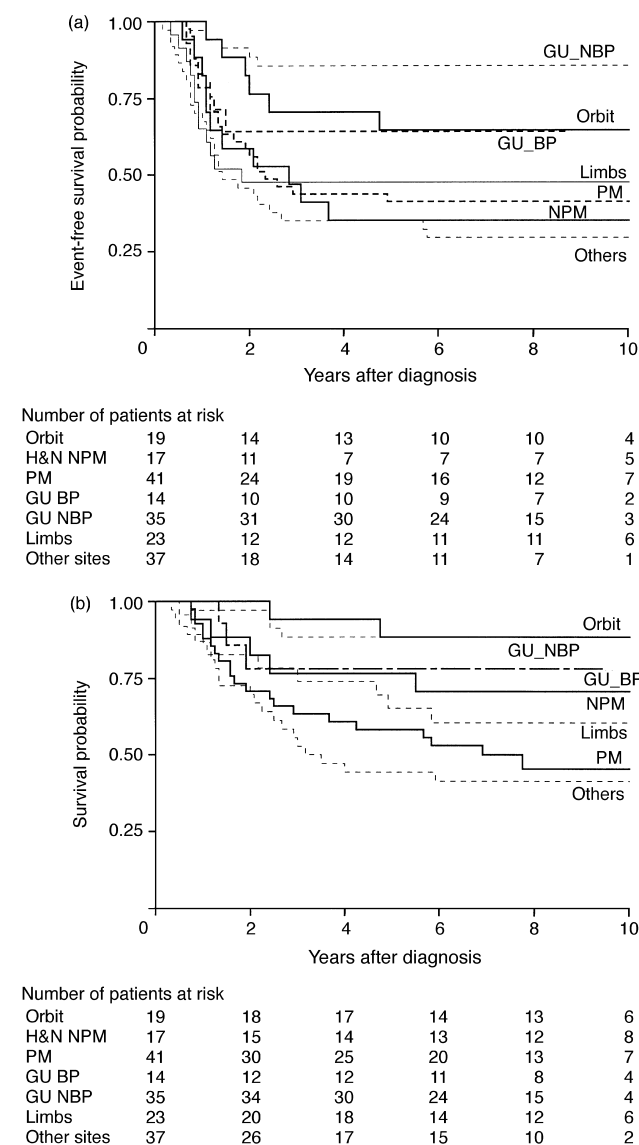 (a)
1.00
0.75
0.50
0.25
Event-free survival probability
GU_NBP
Orbit
GU_BP
Limbs
PM
NPM
Others
0 2 4 6 8 10
Years after diagnosis
Number of patients at risk
Orbit 19 14 13 10 10 4
H&N NPM 17 11 7 7 7 5
PM 41 24 19 16 12 7
GU BP 14 10 10 9 7 2
GU NBP 35 31 30 24 15 3
Limbs 23 12 12 11 11 6
Other sites 37 18 14 11 7 1
(b)
1.00
0.75
0.50
0.25
Survival probability
Orbit
GU_NBP
GU_BP
NPM
Limbs
PM
Others
0 2 4 6 8 10
Years after diagnosis
Number of patients at risk
Orbit 19 18 17 14 13 6
H&N NPM 17 15 14 13 12 8
PM 41 30 25 20 13 7
GU BP 14 12 12 11 8 4
GU NBP 35 34 30 24 15 4
Limbs 23 20 18 14 12 6
Other sites 37 26 17 15 10 2